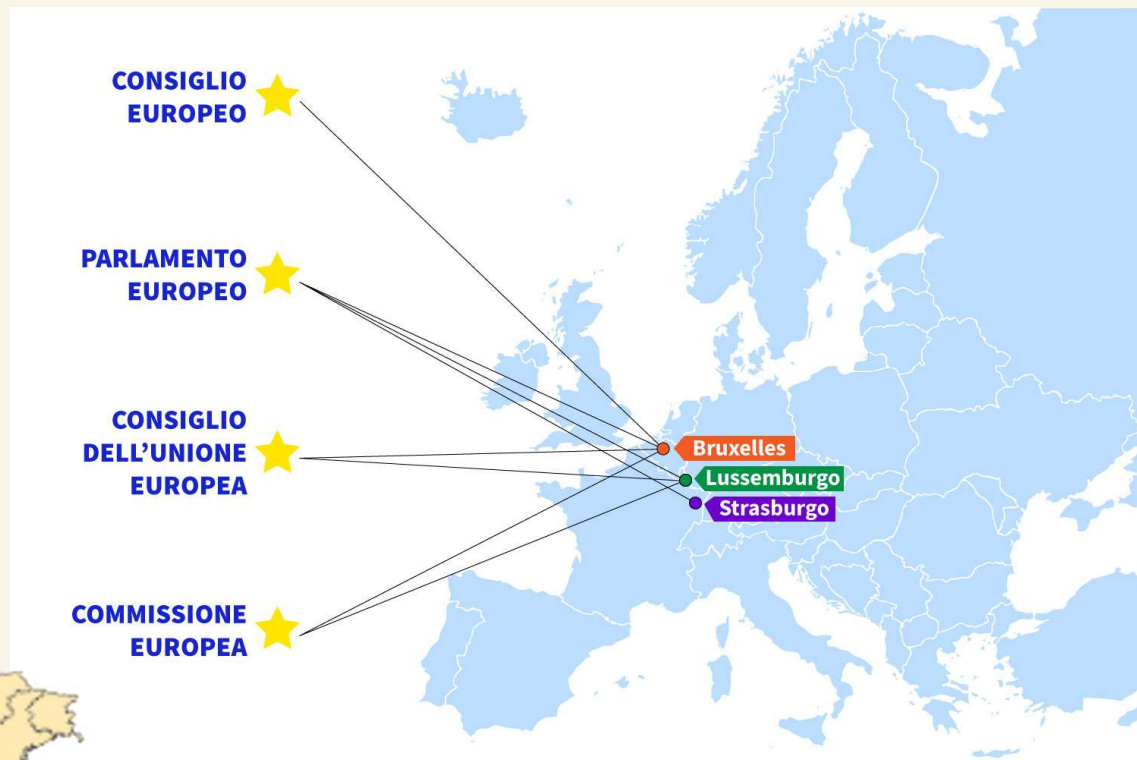 CONSIGLIO
EUROPEO
PARLAMENTO
EUROPEO
CONSIGLIO
DELL’UNIONE
EUROPEA
COMMISSIONE
EUROPEA
Bruxelles
Lussemburgo
Strasburgo